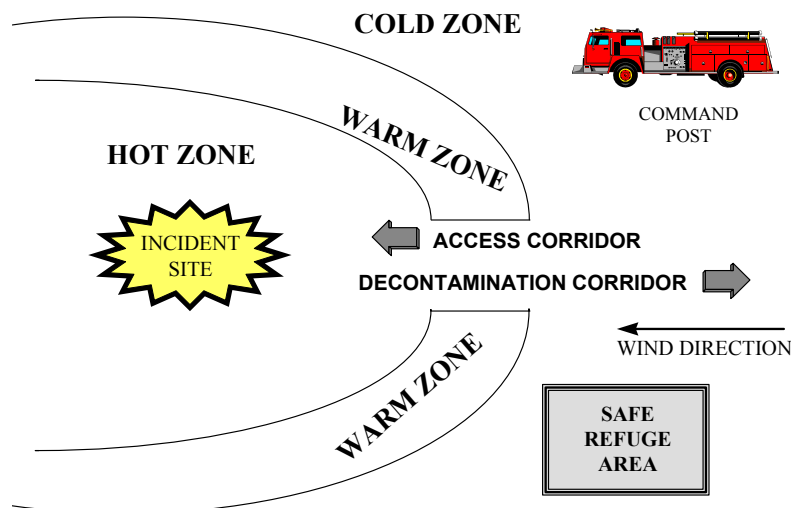 COLD ZONE
COMMAND
POST
WARM ZONE
HOT ZONE
INCIDENT
SITE
ACCESS CORRIDOR
DECONTAMINATION CORRIDOR
WIND DIRECTION
WARM ZONE
SAFE
REFUGE
AREA